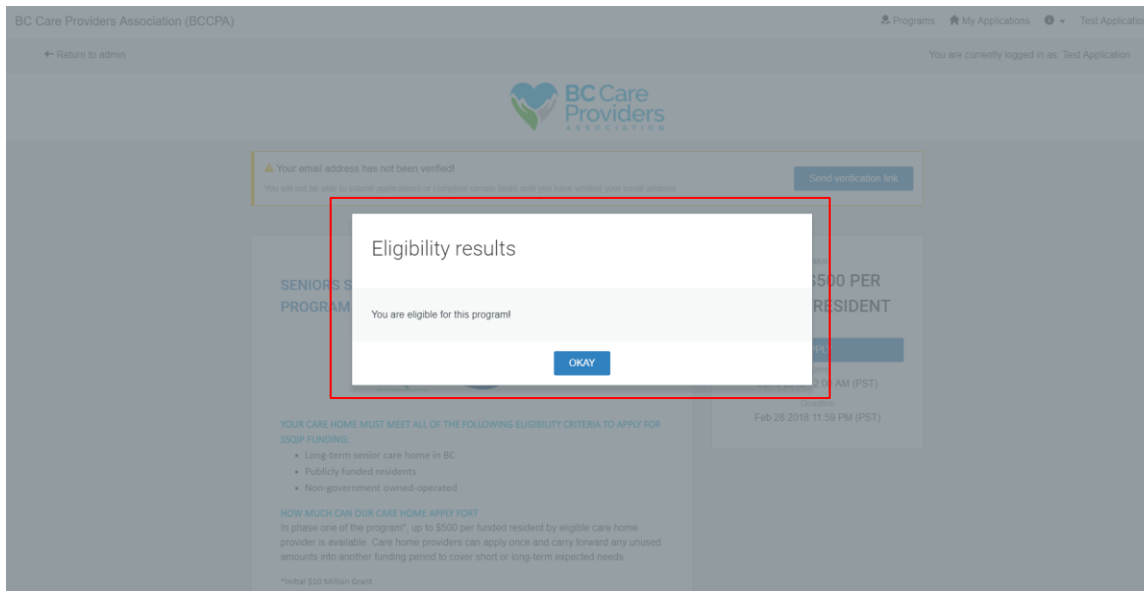 BC Care Providers Association (BCCPA)
Programs My Applications Test Applicatio
Return to admin
You are currently logged in as: Test Application
BC Care
Providers
ASSOCIATION
Your email address has not been verified!
You will not be able to submit applications or complete certain tasks until you have verified your email address
Send verification link
Eligibility results
You are eligible for this program!
OKAY
SENIORS S
PROGRAM
$500 PER
RESIDENT
2:00 AM (PST)
Deadline
Feb 28 2018 11:59 PM (PST)
YOUR CARE HOME MUST MEET ALL OF THE FOLLOWING ELIGIBILITY CRITERIA TO APPLY FOR
SSQIP FUNDING:
• Long-term senior care home in BC
• Publicly funded residents
• Non-government owned-operated
HOW MUCH CAN OUR CARE HOME APPLY FOR?
In phase one of the program*, up to $500 per funded resident by eligible care home
provider is available. Care home providers can apply once and carry forward any unused
amounts into another funding period to cover short or long-term expected needs.
*Initial $10 Million Grant